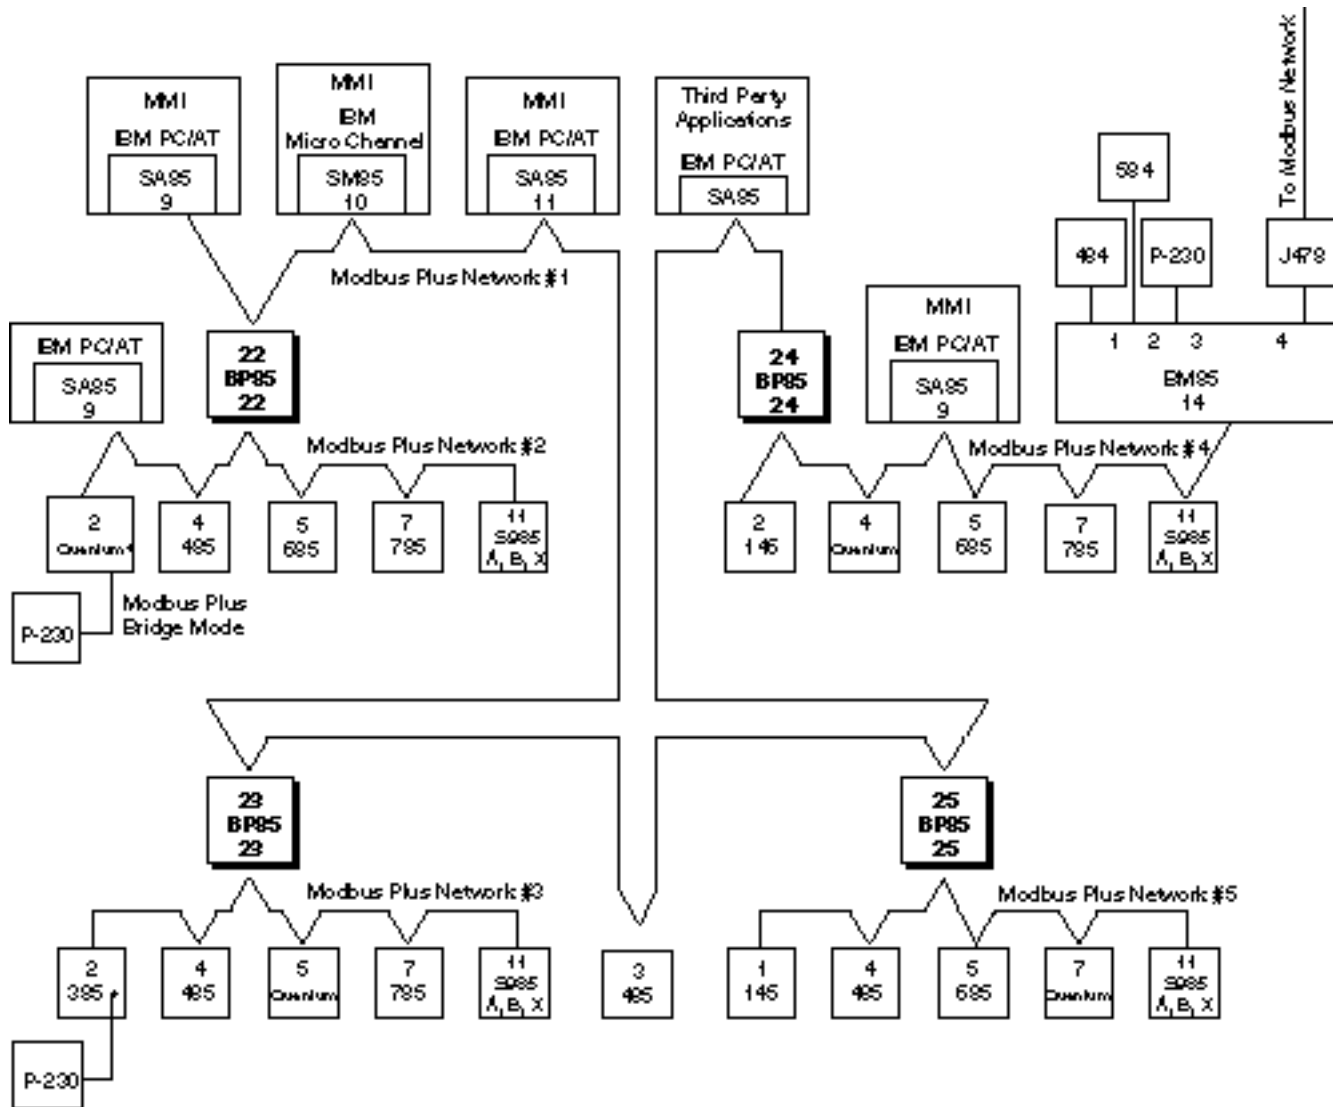 To Modbus Network
MMI
IBM PC/AT
SA85
9
MMI
IBM
Micro Channel
SM85
10
MMI
IBM PC/AT
SA85
11
Third Party
Applications
IBM PC/AT
SA85
584
484
P-230
J478
Modbus Plus Network #1
MMI
IBM PC/AT
SA85
9
1 2 3 4
BM85
14
IBM PC/AT
SA85
9
22
BP85
22
24
BP85
24
Modbus Plus Network #2
Modbus Plus Network #4
2
Quantum
4
485
5
685
7
785
11
S985
A, B, X
2
145
4
Quantum
5
685
7
785
11
S985
A, B, X
P-230
Modbus Plus
Bridge Mode
23
BP85
23
25
BP85
25
Modbus Plus Network #3
Modbus Plus Network #5
2
385
4
485
5
Quantum
7
785
11
S985
A, B, X
3
485
1
145
4
485
5
685
7
Quantum
11
S985
A, B, X
P-230